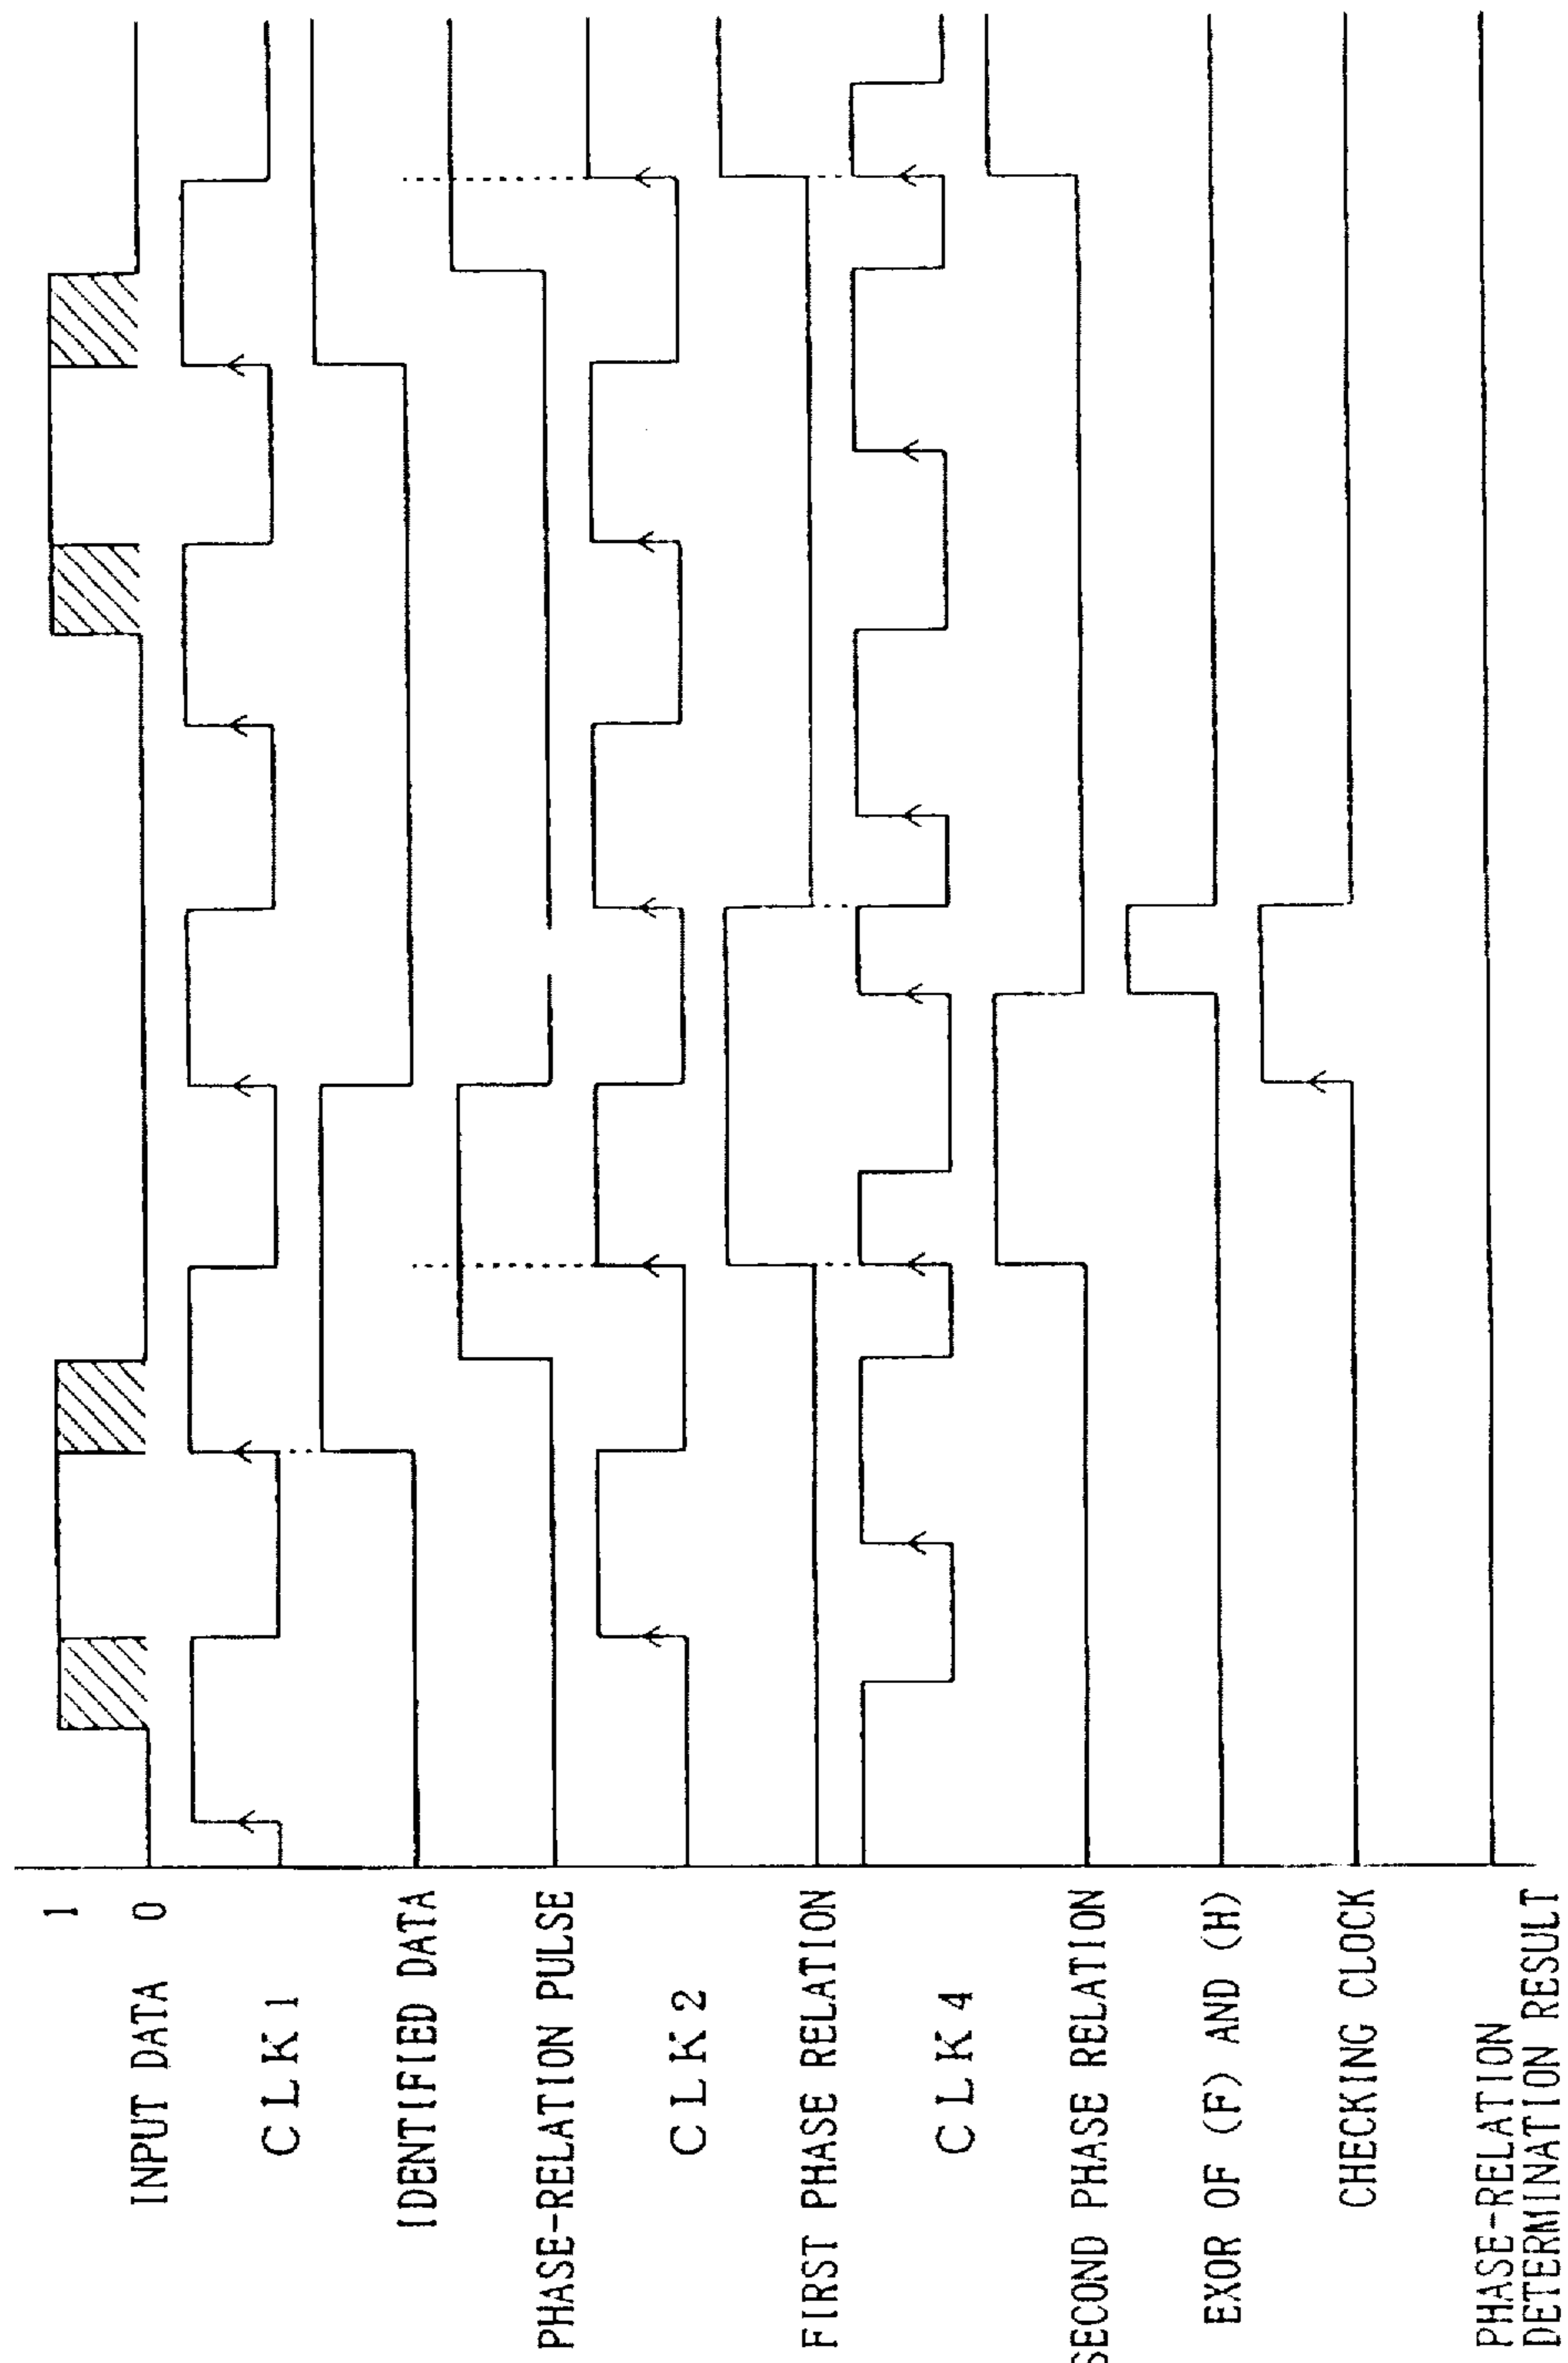 1
INPUT DATA 0
CLK1
IDENTIFIED DATA
PHASE-RELATION PULSE
CLK2
FIRST PHASE RELATION
CLK4
SECOND PHASE RELATION
EXOR OF (F) AND (H)
CHECKING CLOCK
PHASE-RELATION
DETERMINATION RESULT